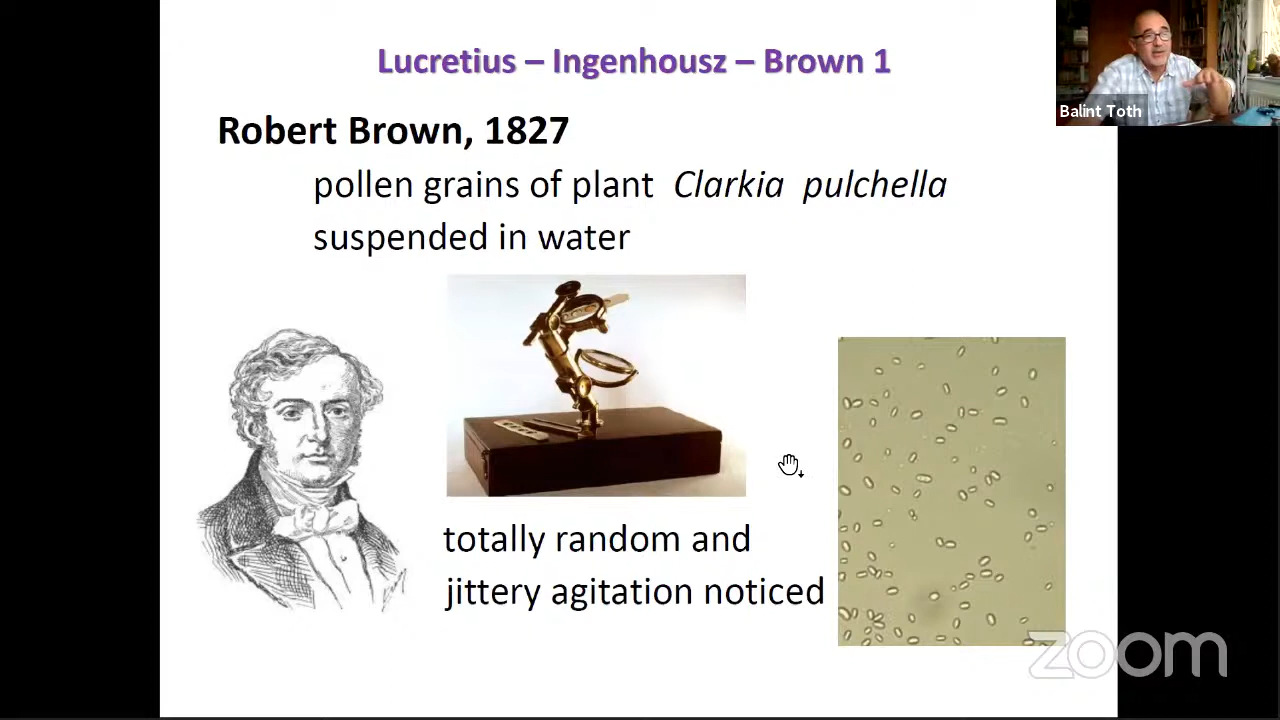 Lucretius – Ingenhousz – Brown 1
Balint Toth
Robert Brown, 1827
pollen grains of plant Clarkia pulchella
suspended in water
totally random and
jittery agitation noticed
zoom